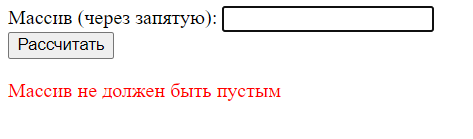 Массив (через запятую):
Рассчитать
Массив не должен быть пустым